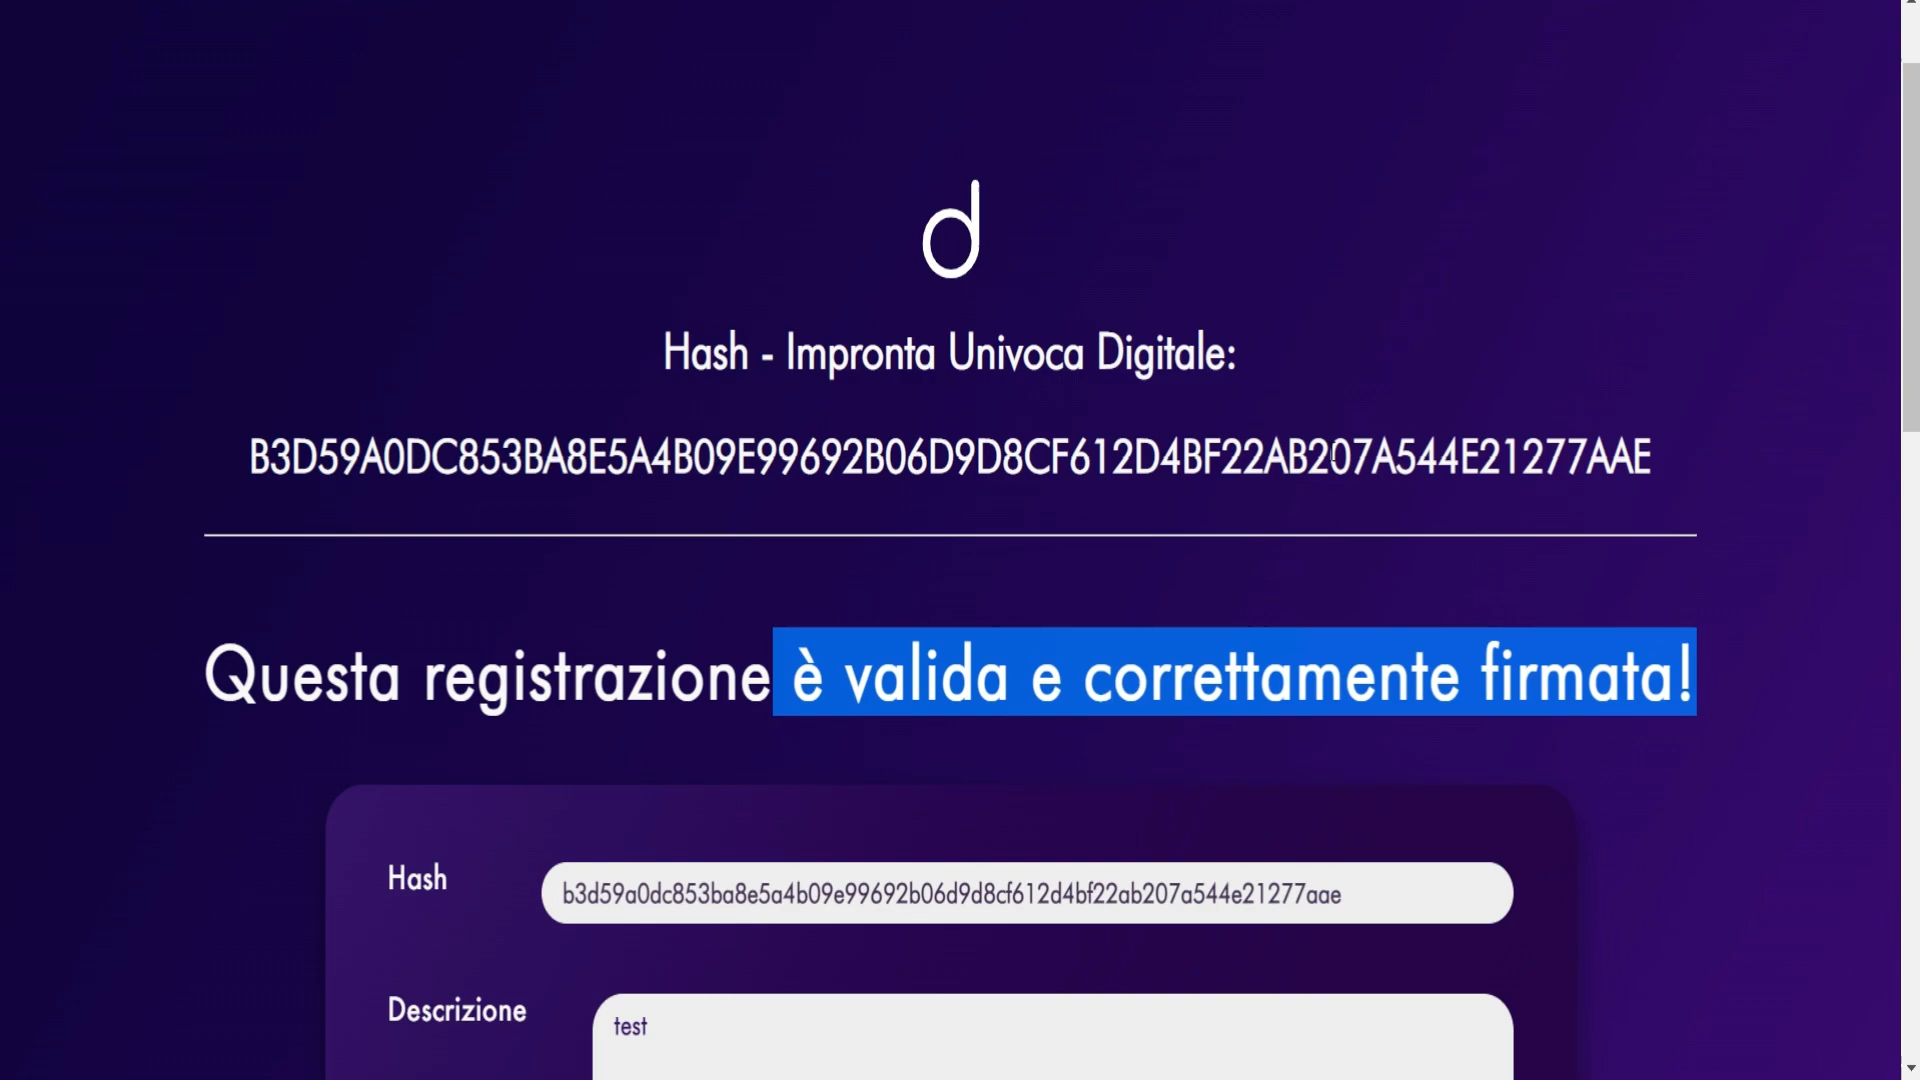 d
Hash - Impronta Univoca Digitale:
B3D59A0DC853BA8E5A4B09E99692B06D9D8CF612D4BF22AB207A544E21277AAE
Questa registrazione è valida e correttamente firmata!
Hash
b3d59a0dc853ba8e5a4b09e99692b06d9d8cf612d4bf22ab207a544e21277aae
Descrizione
test